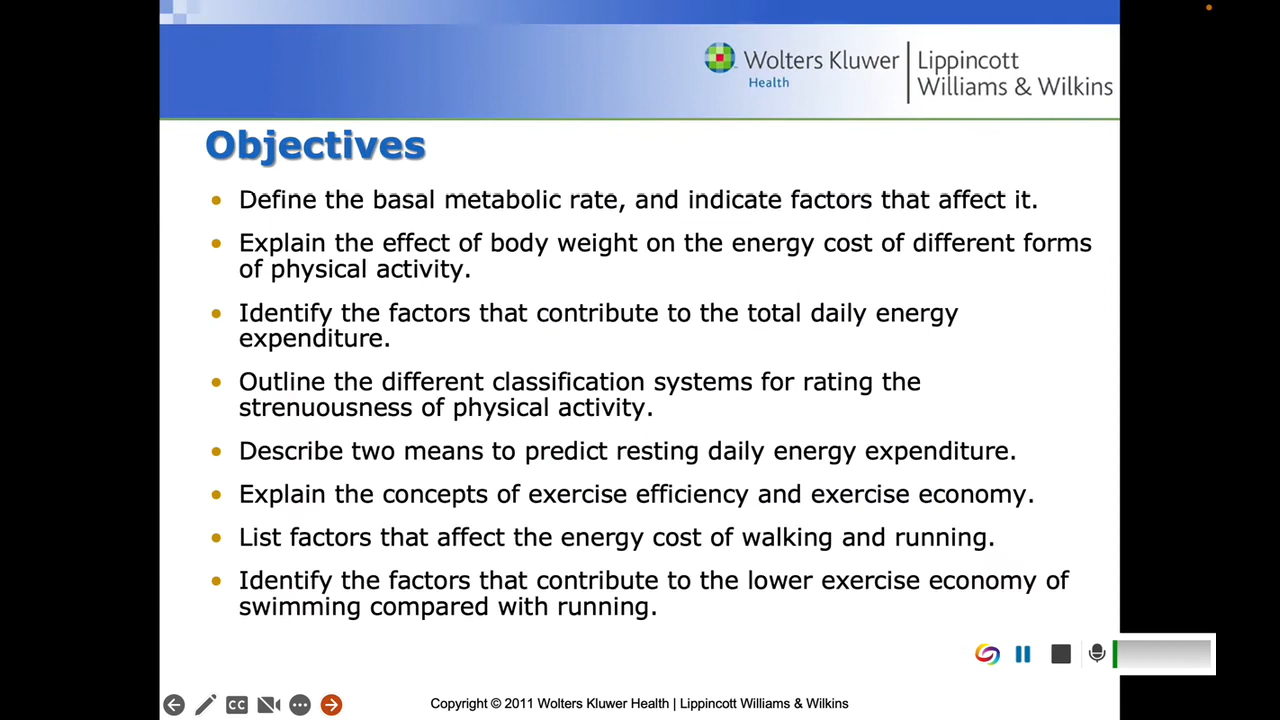 Wolters Kluwer
Health
Lippincott
Williams & Wilkins
Objectives
• Define the basal metabolic rate, and indicate factors that affect it.
• Explain the effect of body weight on the energy cost of different forms
of physical activity.
• Identify the factors that contribute to the total daily energy
expenditure.
• Outline the different classification systems for rating the
strenuousness of physical activity.
• Describe two means to predict resting daily energy expenditure.
• Explain the concepts of exercise efficiency and exercise economy.
• List factors that affect the energy cost of walking and running.
• Identify the factors that contribute to the lower exercise economy of
swimming compared with running.
CC
Copyright © 2011 Wolters Kluwer Health | Lippincott Williams & Wilkins